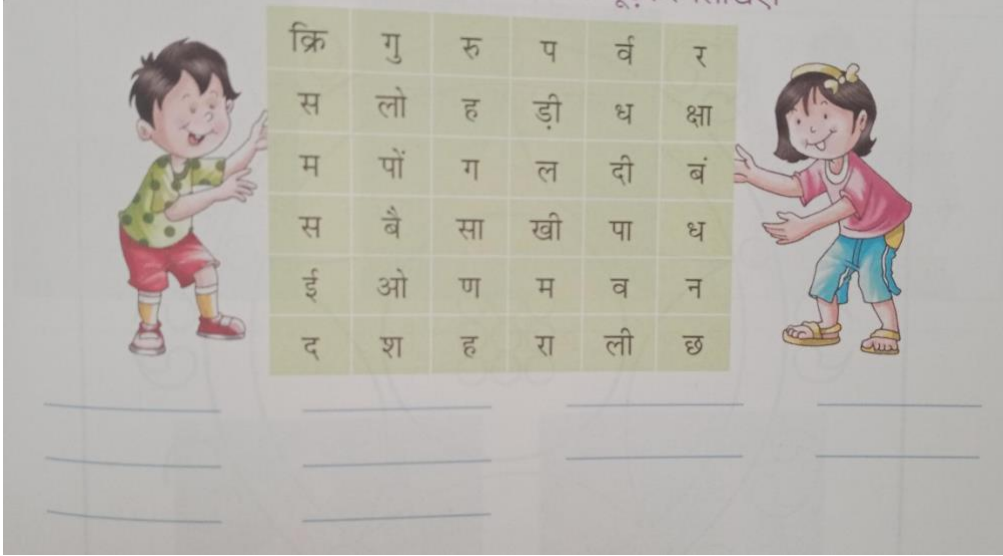 क्रि गु रु प र्व र
स लो ह ड़ी ध क्षा
म पों ग ल दी बं
स बै सा खी पा ध
ई ओ ण म व न
द श ह रा ली छ